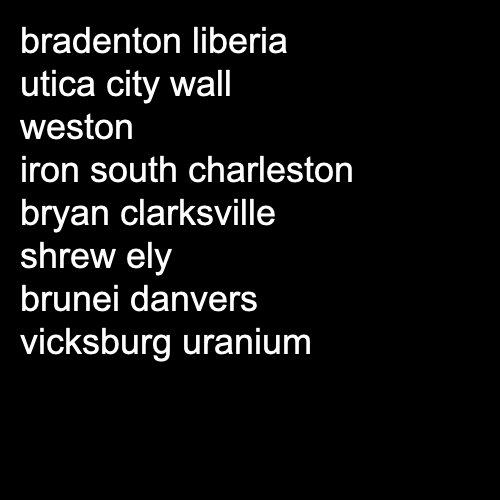 bradenton liberia
utica city wall
weston
iron south charleston
bryan clarksville
shrew ely
brunei danvers
vicksburg uranium